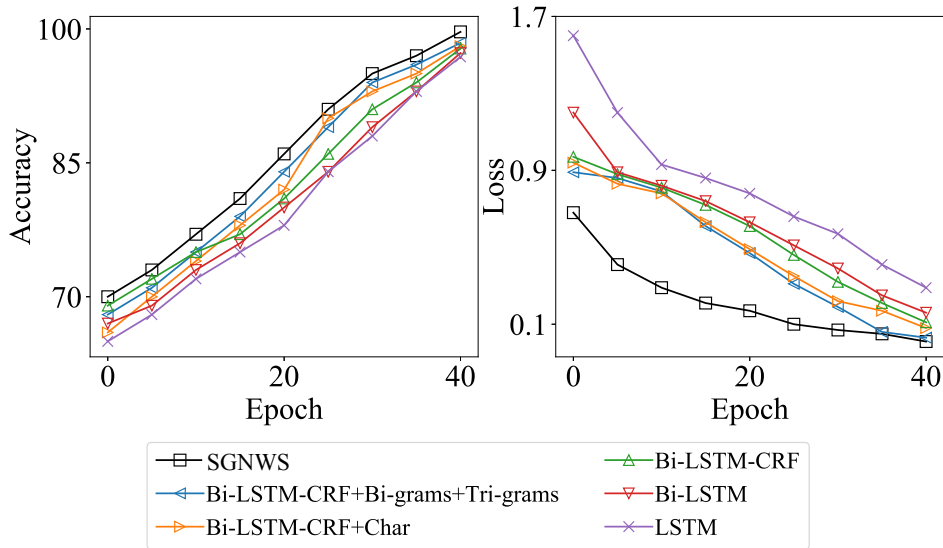 100
85
70
Accuracy
0
20
40
Epoch
1.7
0.9
0.1
Loss
0
20
40
Epoch
SGNWS
Bi-LSTM-CRF+Bi-grams+Tri-grams
Bi-LSTM-CRF+Char
Bi-LSTM-CRF
Bi-LSTM
LSTM